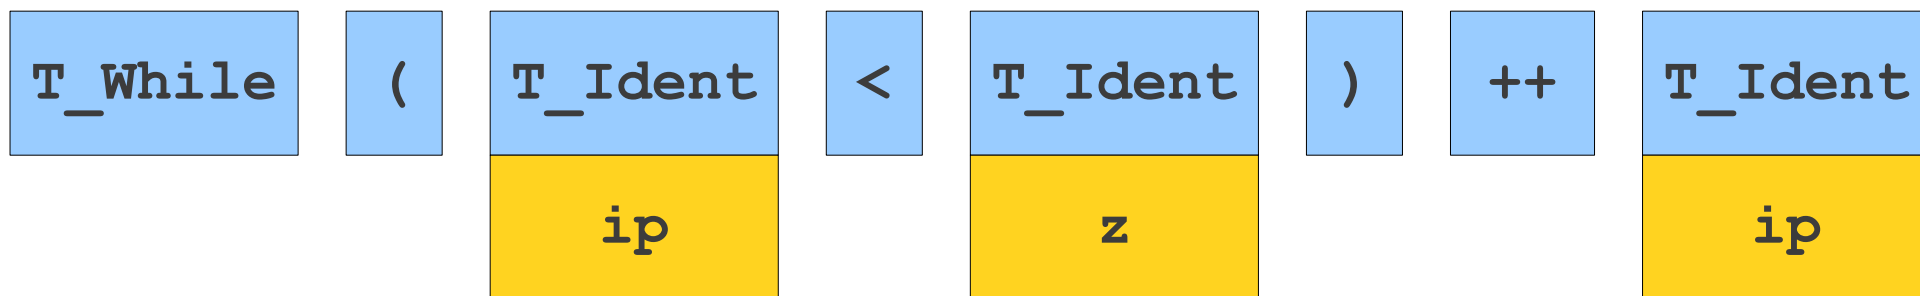 T_While ( T_Ident < T_Ident ) ++ T_Ident
ip z ip